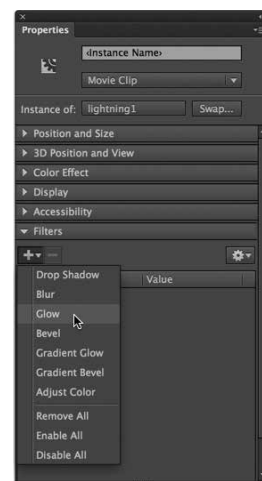 Properties
<Instance Name>
Movie Clip
Instance of: lightning1 Swap...
Position and Size
3D Position and View
Color Effect
Display
Accessibility
Filters
Value
Drop Shadow
Blur
Glow
Bevel
Gradient Glow
Gradient Bevel
Adjust Color
Remove All
Enable All
Disable All